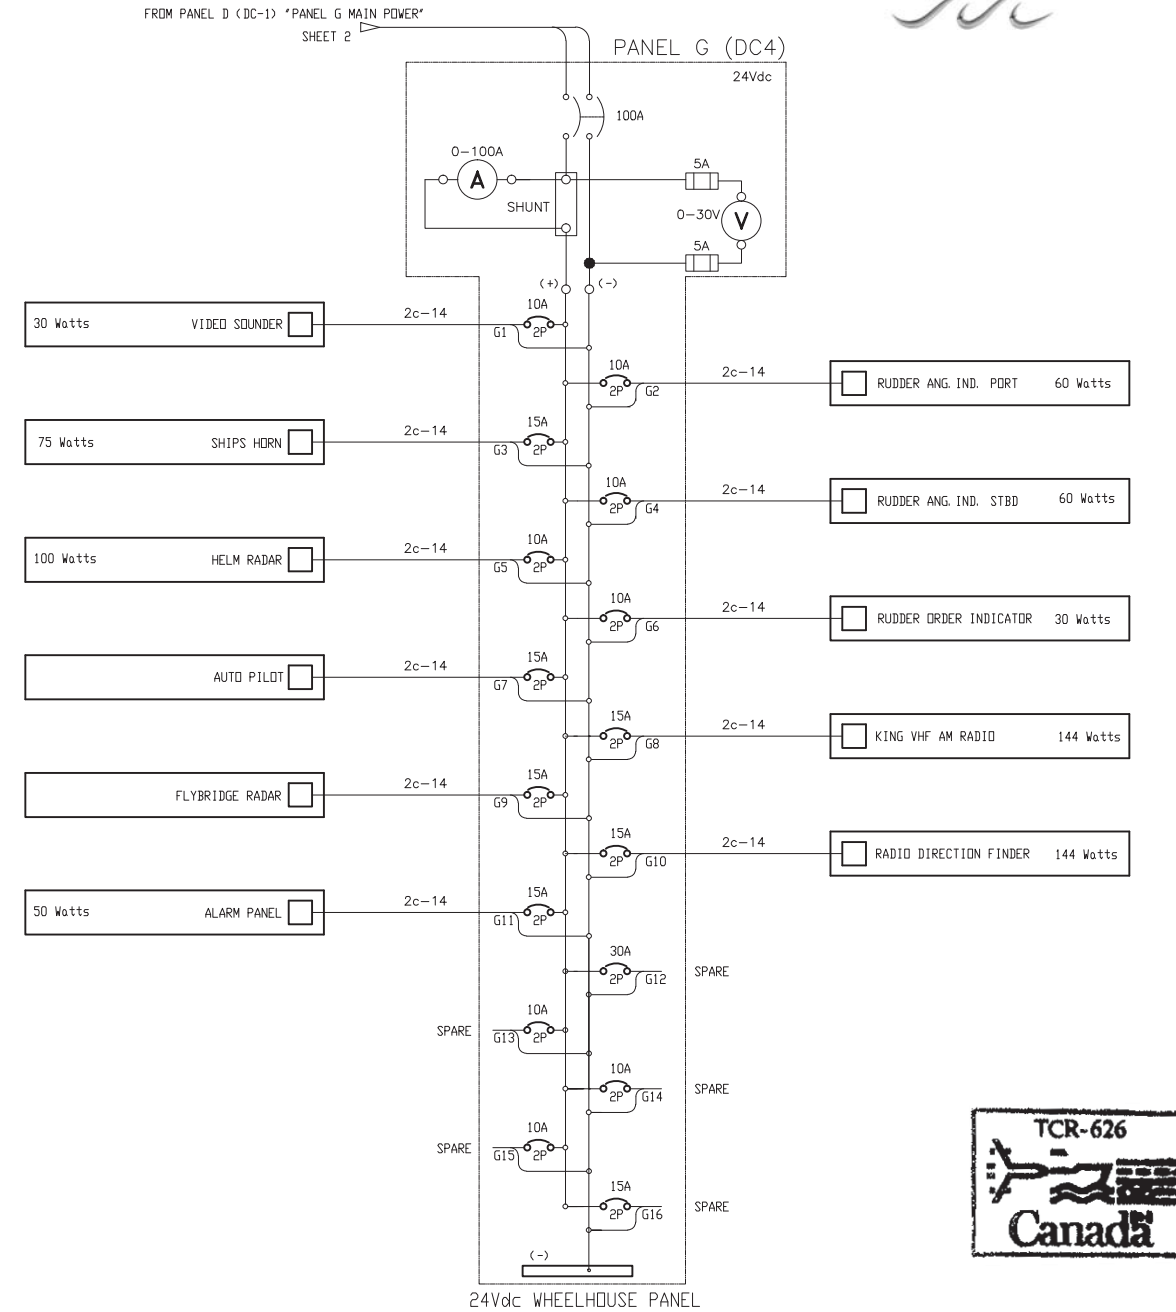 FROM PANEL D (DC-1) "PANEL G MAIN POWER"
SHEET 2
PANEL G (DC4)
24Vdc
100A
0-100A
A
SHUNT
5A
0-30V
V
5A
(+) (-)
30 Watts VIDEO SOUNDER 2c-14 G1 10A 2P
10A 2P G2 2c-14 RUDDER ANG. IND. PORT 60 Watts
75 Watts SHIPS HORN 2c-14 G3 15A 2P
10A 2P G4 2c-14 RUDDER ANG. IND. STBD 60 Watts
100 Watts HELM RADAR 2c-14 G5 10A 2P
10A 2P G6 2c-14 RUDDER ORDER INDICATOR 30 Watts
AUTO PILOT 2c-14 G7 15A 2P
15A 2P G8 2c-14 KING VHF AM RADIO 144 Watts
FLYBRIDGE RADAR 2c-14 G9 15A 2P
15A 2P G10 2c-14 RADIO DIRECTION FINDER 144 Watts
50 Watts ALARM PANEL 2c-14 G11 15A 2P
30A 2P G12 SPARE
SPARE G13 10A 2P
10A 2P G14 SPARE
SPARE G15 10A 2P
15A 2P G16 SPARE
(-)
24Vdc WHEELHOUSE PANEL
TCR-626
Canada